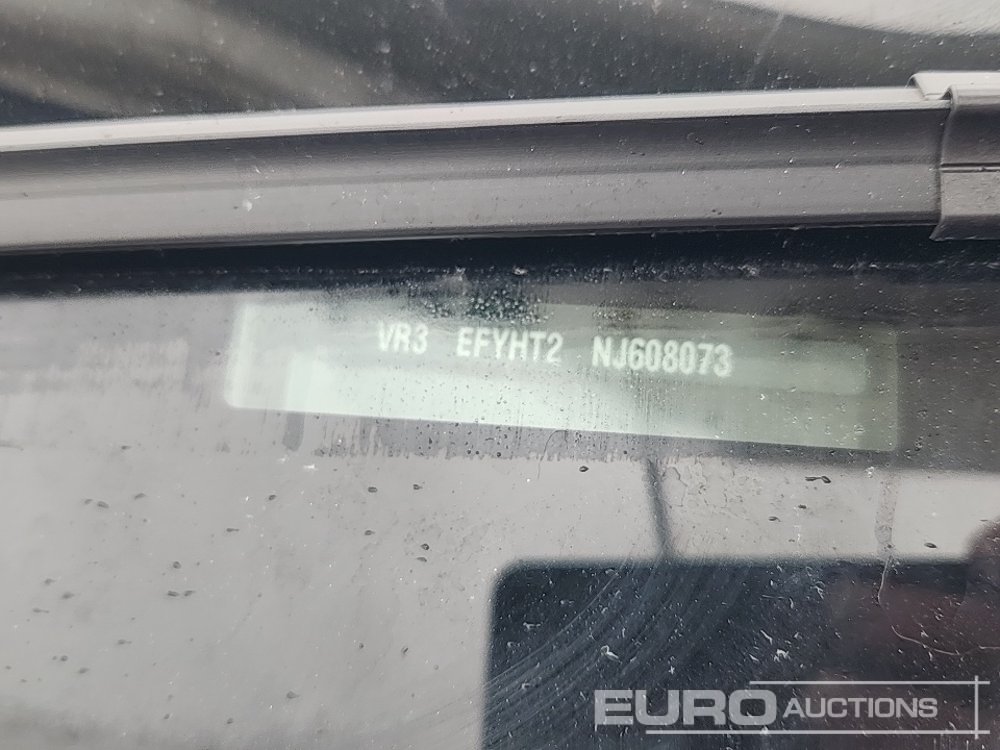 VR3 EFYHT2 NJ608073
EURO AUCTIONS